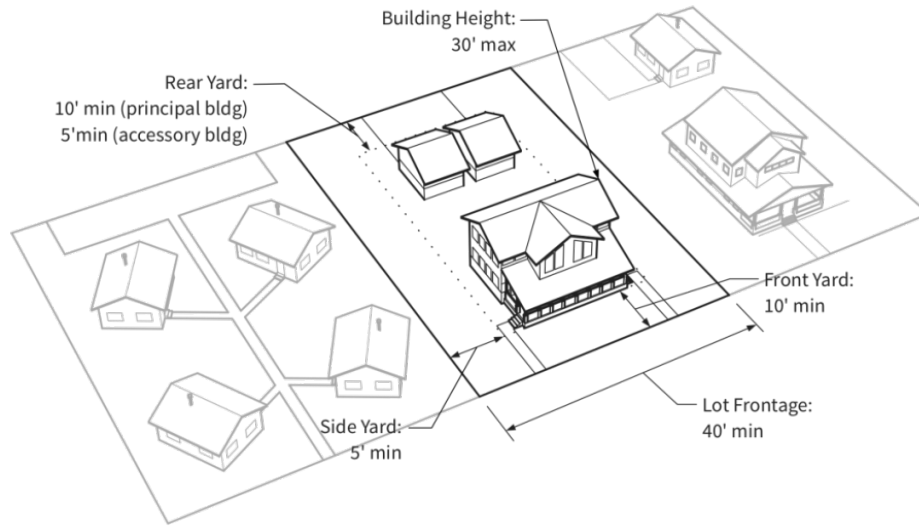 Building Height:
30' max
Rear Yard:
10' min (principal bldg)
5'min (accessory bldg)
Front Yard:
10' min
Lot Frontage:
40' min
Side Yard:
5' min